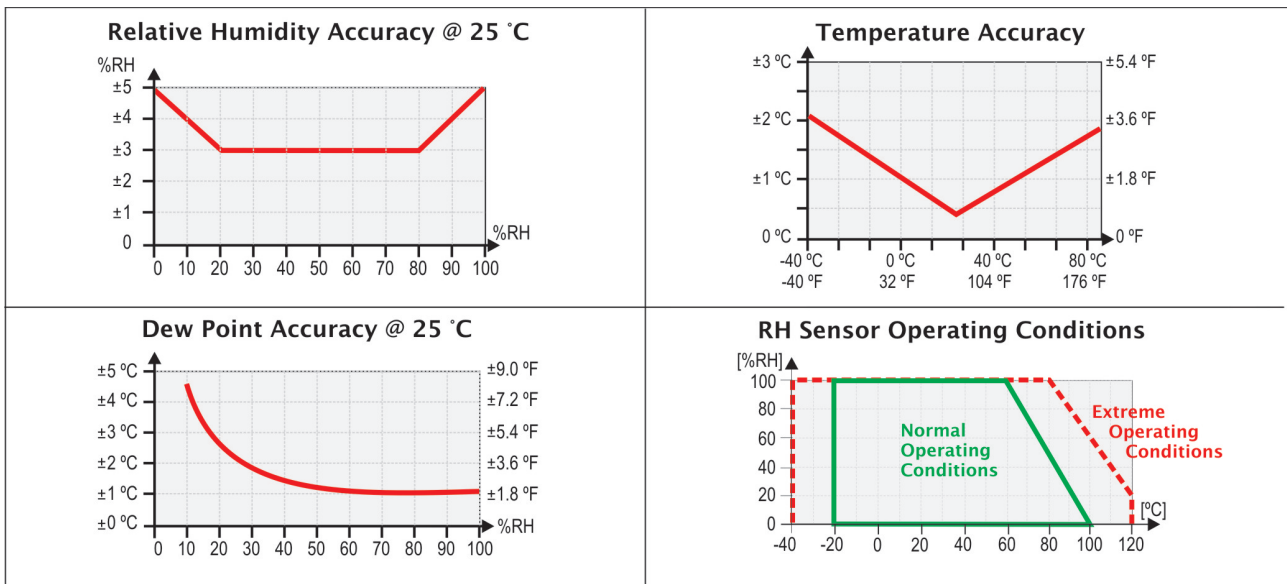 Relative Humidity Accuracy @ 25 °C
%RH
±5
±4
±3
±2
±1
0
%RH
0 10 20 30 40 50 60 70 80 90 100
Temperature Accuracy
±3 ºC ±5.4 ºF
±2 ºC ±3.6 ºF
±1 ºC ±1.8 ºF
0 ºC 0 ºF
-40 ºC 0 ºC 40 ºC 80 ºC
-40 ºF 32 ºF 104 ºF 176 ºF
Dew Point Accuracy @ 25 °C
±5 ºC ±9.0 ºF
±4 ºC ±7.2 ºF
±3 ºC ±5.4 ºF
±2 ºC ±3.6 ºF
±1 ºC ±1.8 ºF
±0 ºC
%RH
0 10 20 30 40 50 60 70 80 90 100
RH Sensor Operating Conditions
[%RH]
100
80
60
40
20
0
Normal
Operating
Conditions
Extreme
Operating
Conditions
[ºC]
-40 -20 0 20 40 60 80 100 120